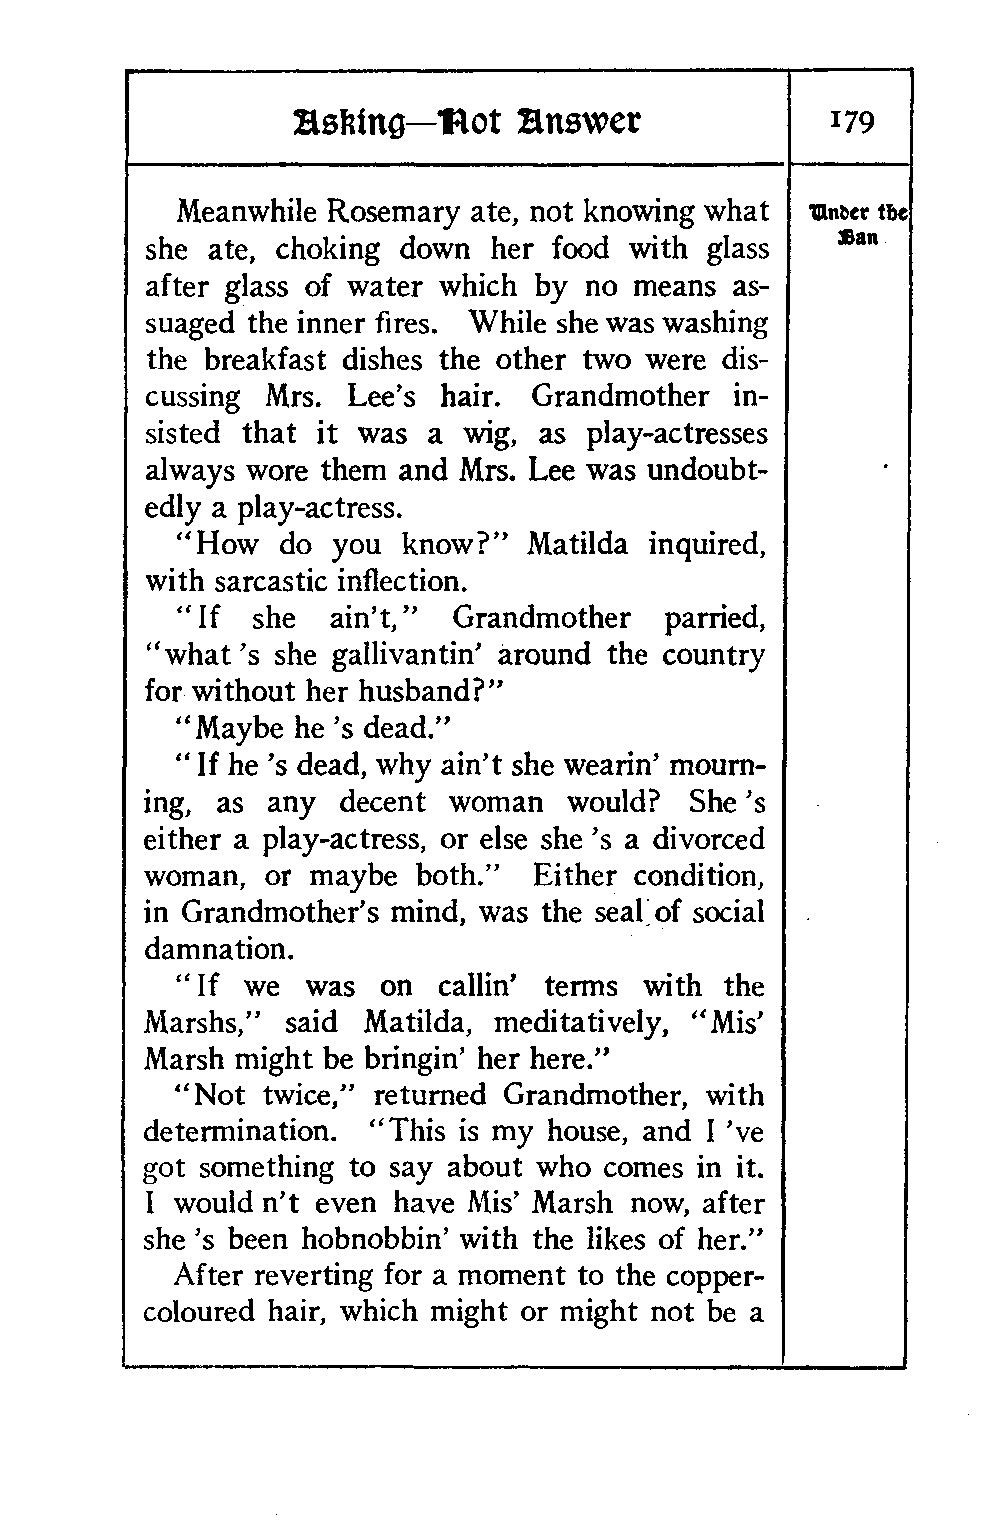 Asking—Not Answer
179
Under the
Ban
Meanwhile Rosemary ate, not knowing what
she ate, choking down her food with glass
after glass of water which by no means as-
suaged the inner fires. While she was washing
the breakfast dishes the other two were dis-
cussing Mrs. Lee's hair. Grandmother in-
sisted that it was a wig, as play-actresses
always wore them and Mrs. Lee was undoubt-
edly a play-actress.
"How do you know?" Matilda inquired,
with sarcastic inflection.
"If she ain't," Grandmother parried,
"what 's she gallivantin' around the country
for without her husband?"
"Maybe he 's dead."
"If he 's dead, why ain't she wearin' mourn-
ing, as any decent woman would? She 's
either a play-actress, or else she 's a divorced
woman, or maybe both." Either condition,
in Grandmother's mind, was the seal of social
damnation.
"If we was on callin' terms with the
Marshs," said Matilda, meditatively, "Mis'
Marsh might be bringin' her here."
"Not twice," returned Grandmother, with
determination. "This is my house, and I 've
got something to say about who comes in it.
I would n't even have Mis' Marsh now, after
she 's been hobnobbin' with the likes of her."
After reverting for a moment to the copper-
coloured hair, which might or might not be a